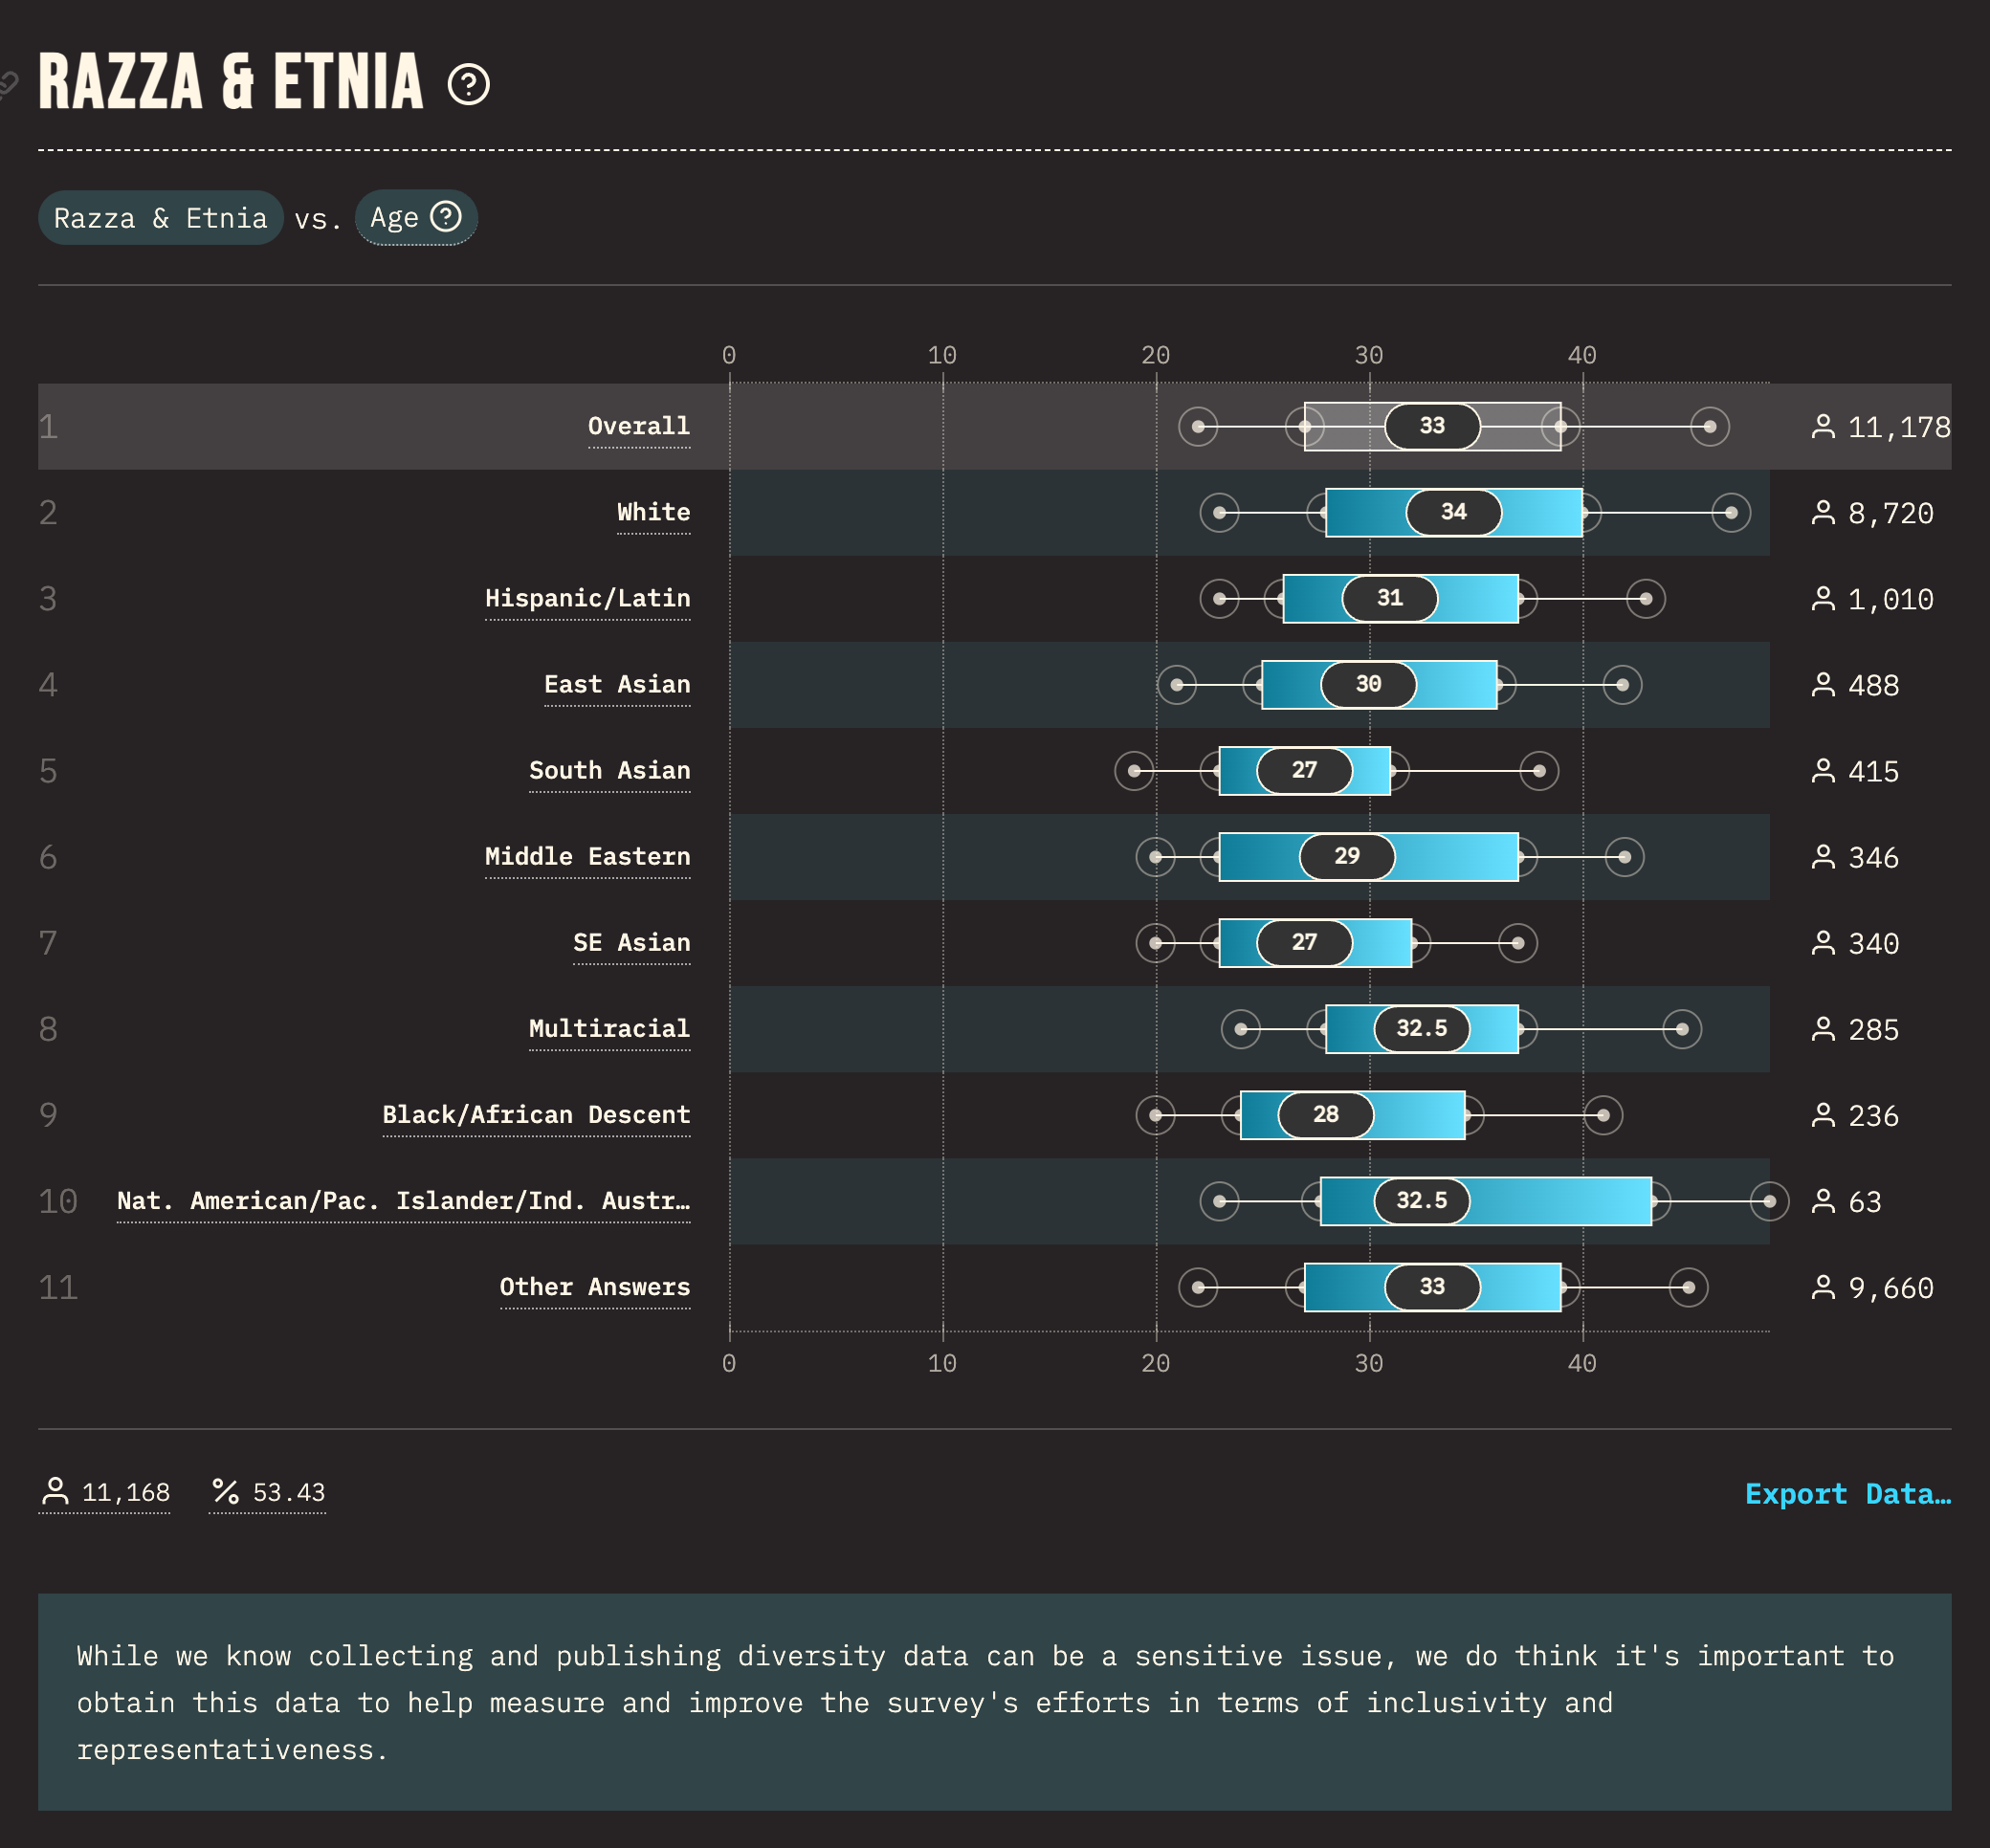 RAZZA & ETNIA
Razza & Etnia vs. Age
0 10 20 30 40
1 Overall 33 11,178
2 White 34 8,720
3 Hispanic/Latin 31 1,010
4 East Asian 30 488
5 South Asian 27 415
6 Middle Eastern 29 346
7 SE Asian 27 340
8 Multiracial 32.5 285
9 Black/African Descent 28 236
10 Nat. American/Pac. Islander/Ind. Austr… 32.5 63
11 Other Answers 33 9,660
0 10 20 30 40
11,168 % 53.43 Export Data…
While we know collecting and publishing diversity data can be a sensitive issue, we do think it's important to
obtain this data to help measure and improve the survey's efforts in terms of inclusivity and
representativeness.